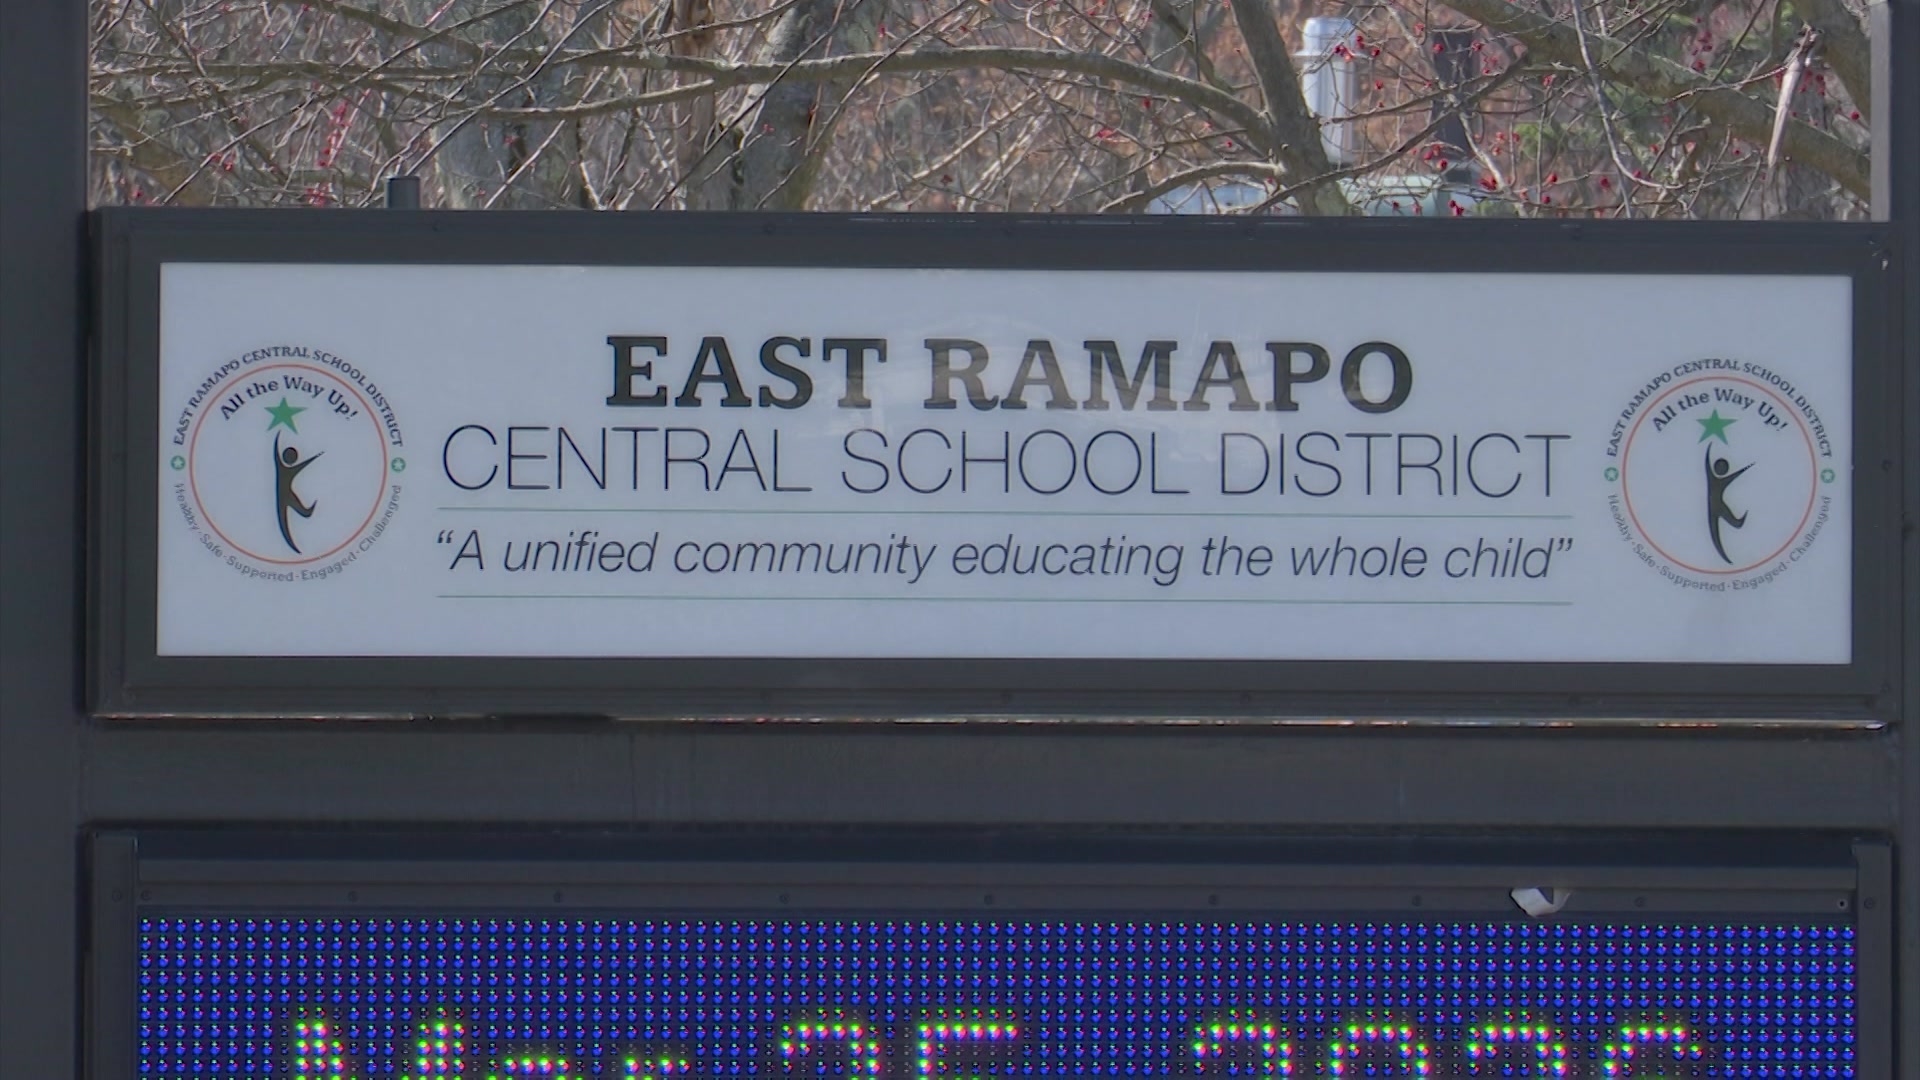 EAST RAMAPO CENTRAL SCHOOL DISTRICT
All the Way Up!
Healthy · Safe · Supported · Engaged · Challenged
EAST RAMAPO
CENTRAL SCHOOL DISTRICT
“A unified community educating the whole child”
EAST RAMAPO CENTRAL SCHOOL DISTRICT
All the Way Up!
Healthy · Safe · Supported · Engaged · Challenged